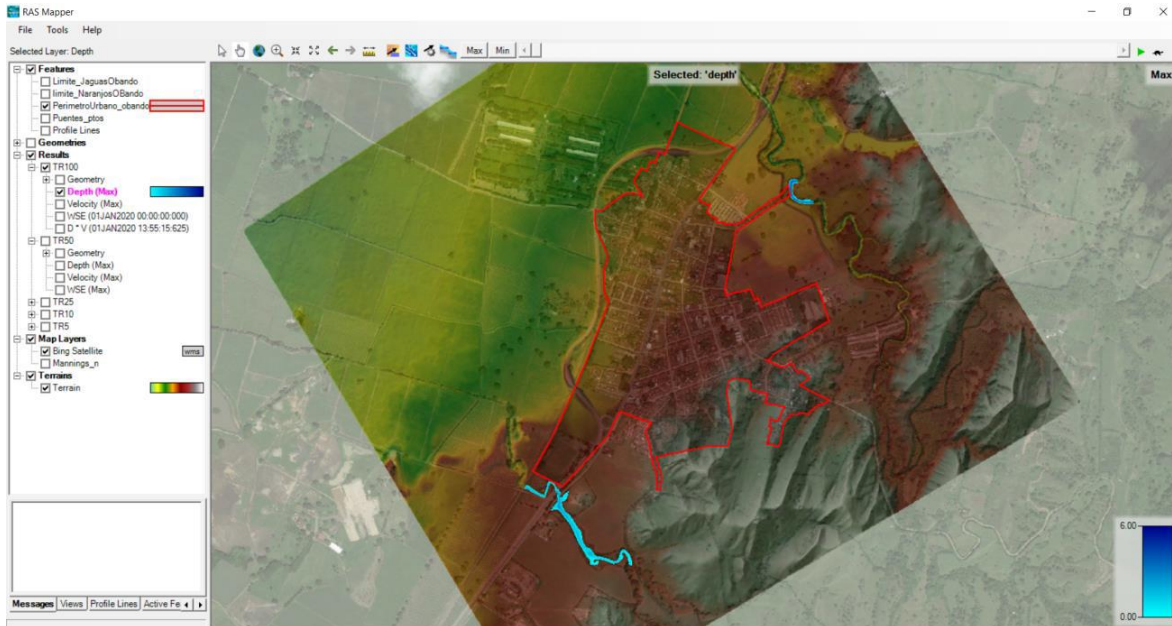 RAS Mapper
File Tools Help
Selected Layer: Depth
Max Min
Features
Limite_JaguasObando
limite_NaranjosOBando
PerimetroUrbano_obando
Puentes_ptos
Profile Lines
Geometries
Results
TR100
Geometry
Depth (Max)
Velocity (Max)
WSE (01JAN2020 00:00:00:000)
D * V (01JAN2020 13:55:15:625)
TR50
Geometry
Depth (Max)
Velocity (Max)
WSE (Max)
TR25
TR10
TR5
Map Layers
Bing Satellite wms
Mannings_n
Terrains
Terrain
Selected: 'depth'
Max
6.00
0.00
Messages Views Profile Lines Active Fe